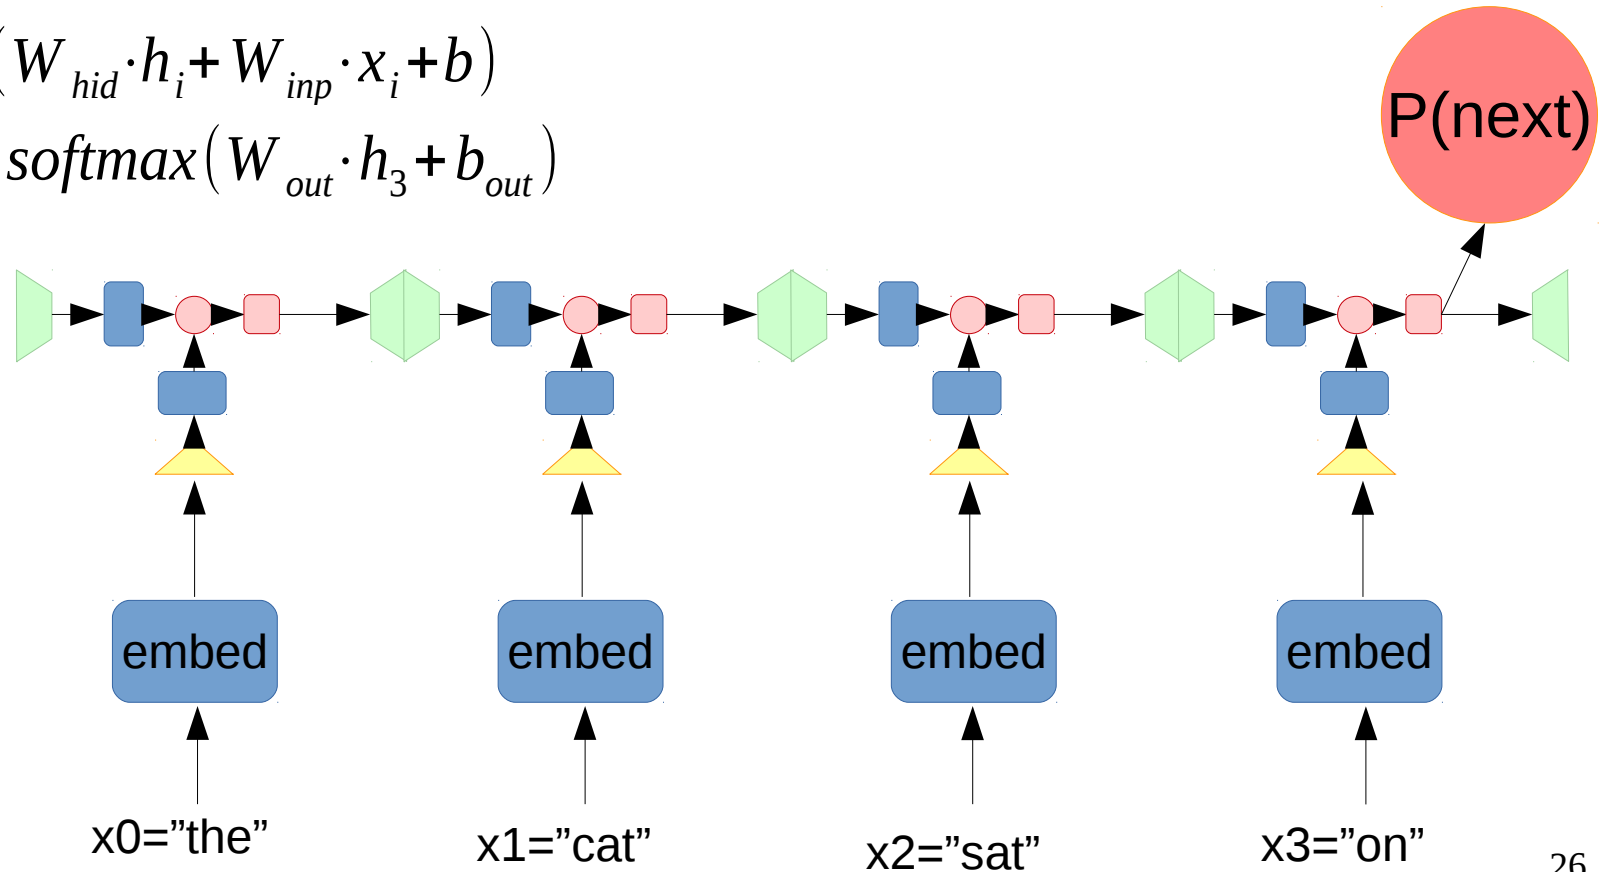 (W_hid · h_i + W_inp · x_i + b)
softmax(W_out · h_3 + b_out)
P(next)
embed embed embed embed
x0=”the” x1=”cat” x2=”sat” x3=”on”
26